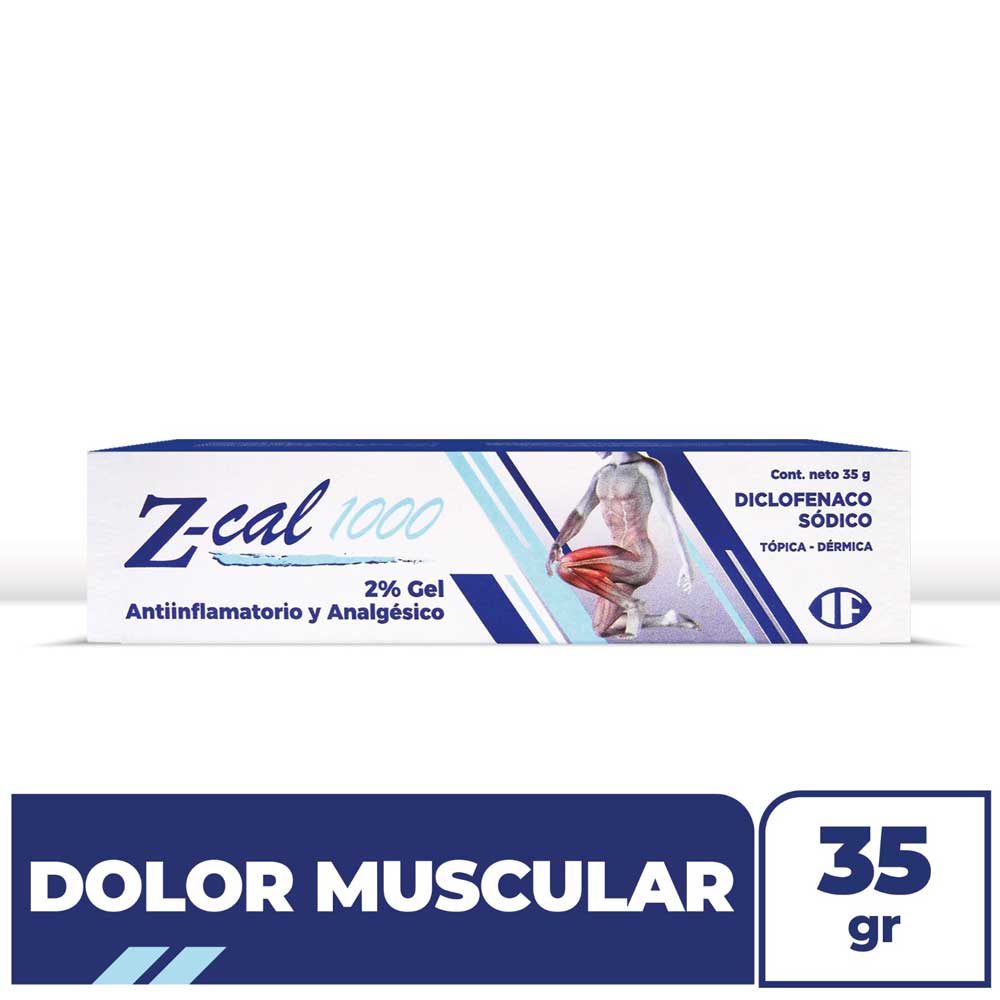 Z-cal 1000
2% Gel
Antiinflamatorio y Analgésico
Cont. neto 35 g
DICLOFENACO
SÓDICO
TÓPICA - DÉRMICA
IF
DOLOR MUSCULAR
35
gr